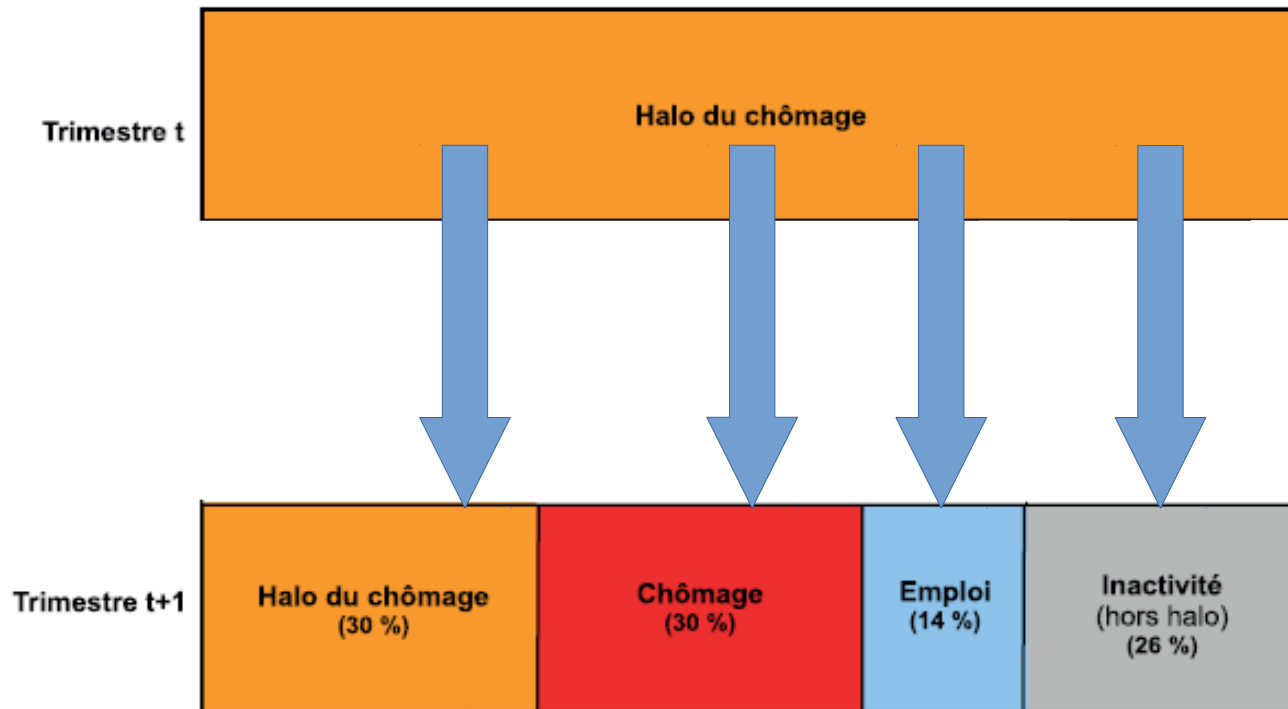 Halo du chômage
Trimestre t
Trimestre t+1
Halo du chômage
(30 %)
Chômage
(30 %)
Emploi
(14 %)
Inactivité
(hors halo)
(26 %)